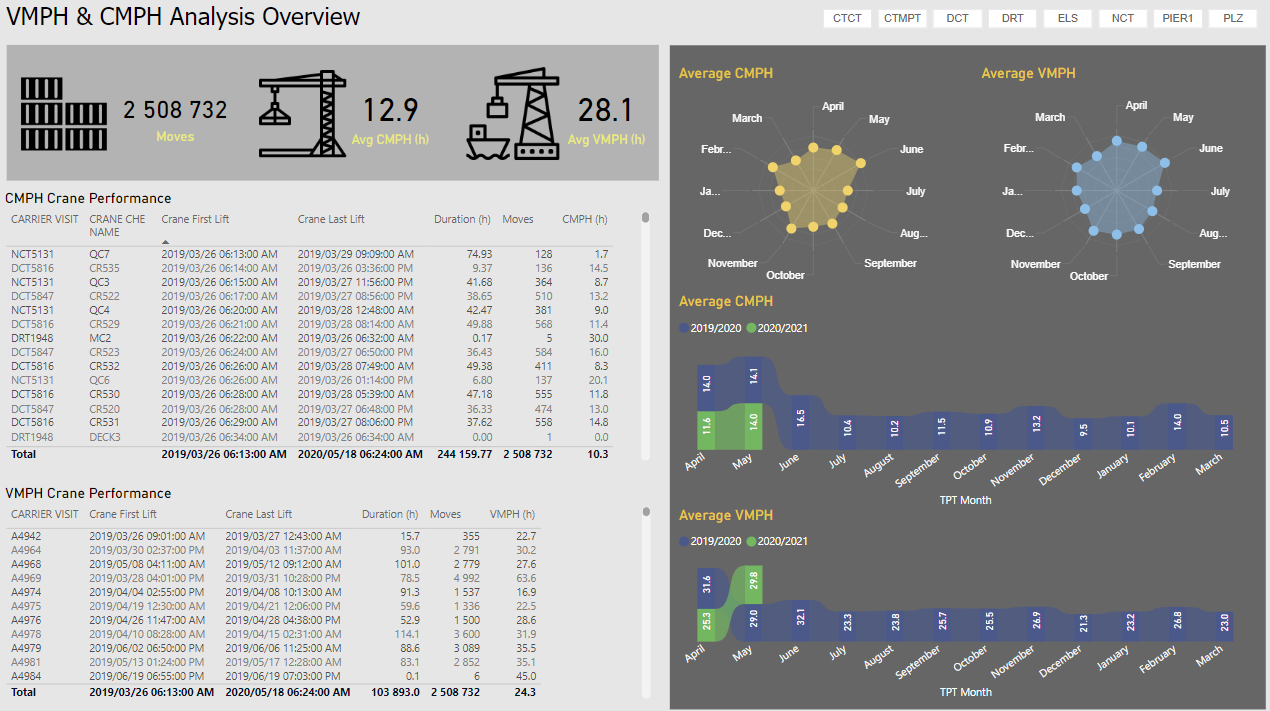 VMPH & CMPH Analysis Overview
CTCT CTMPT DCT DRT ELS NCT PIER1 PLZ
2 508 732
Moves
12.9
Avg CMPH (h)
28.1
Avg VMPH (h)
CMPH Crane Performance
CARRIER VISIT CRANE CHE NAME Crane First Lift Crane Last Lift Duration (h) Moves CMPH (h)
NCT5131 QC7 2019/03/26 06:13:00 AM 2019/03/29 09:09:00 AM 74.93 128 1.7
DCT5816 CR535 2019/03/26 06:14:00 AM 2019/03/26 03:36:00 PM 9.37 136 14.5
NCT5131 QC3 2019/03/26 06:15:00 AM 2019/03/27 11:56:00 PM 41.68 364 8.7
DCT5847 CR522 2019/03/26 06:17:00 AM 2019/03/27 08:56:00 PM 38.65 510 13.2
NCT5131 QC4 2019/03/26 06:20:00 AM 2019/03/28 12:48:00 AM 42.47 381 9.0
DCT5816 CR529 2019/03/26 06:21:00 AM 2019/03/28 08:14:00 AM 49.88 568 11.4
DRT1948 MC2 2019/03/26 06:22:00 AM 2019/03/26 06:32:00 AM 0.17 5 30.0
DCT5847 CR523 2019/03/26 06:24:00 AM 2019/03/27 06:50:00 PM 36.43 584 16.0
DCT5816 CR532 2019/03/26 06:26:00 AM 2019/03/28 07:49:00 AM 49.38 411 8.3
NCT5131 QC6 2019/03/26 06:26:00 AM 2019/03/26 01:14:00 PM 6.80 137 20.1
DCT5816 CR530 2019/03/26 06:28:00 AM 2019/03/28 05:39:00 AM 47.18 555 11.8
DCT5847 CR520 2019/03/26 06:28:00 AM 2019/03/27 06:48:00 PM 36.33 474 13.0
DCT5816 CR531 2019/03/26 06:29:00 AM 2019/03/27 08:06:00 PM 37.62 558 14.8
DRT1948 DECK3 2019/03/26 06:34:00 AM 2019/03/26 06:34:00 AM 0.00 1 0.0
Total 2019/03/26 06:13:00 AM 2020/05/18 06:24:00 AM 244 159.77 2 508 732 10.3
VMPH Crane Performance
CARRIER VISIT Crane First Lift Crane Last Lift Duration (h) Moves VMPH (h)
A4942 2019/03/26 09:01:00 AM 2019/03/27 12:43:00 AM 15.7 355 22.7
A4964 2019/03/30 02:37:00 PM 2019/04/03 11:37:00 AM 93.0 2 791 30.2
A4968 2019/05/08 04:11:00 AM 2019/05/12 09:12:00 AM 101.0 2 779 27.6
A4969 2019/03/28 04:01:00 PM 2019/03/31 10:28:00 PM 78.5 4 992 63.6
A4974 2019/04/04 02:55:00 PM 2019/04/08 10:13:00 AM 91.3 1 537 16.9
A4975 2019/04/19 12:30:00 AM 2019/04/21 12:06:00 PM 59.6 1 336 22.5
A4976 2019/04/26 11:47:00 AM 2019/04/28 04:38:00 PM 52.9 1 500 28.6
A4978 2019/04/10 08:28:00 AM 2019/04/15 02:31:00 AM 114.1 3 600 31.9
A4979 2019/06/02 06:50:00 PM 2019/06/06 11:25:00 AM 88.6 3 089 35.5
A4981 2019/05/13 01:24:00 PM 2019/05/17 12:28:00 AM 83.1 2 852 35.1
A4984 2019/06/19 06:55:00 PM 2019/06/19 07:03:00 PM 0.1 6 45.0
Total 2019/03/26 06:13:00 AM 2020/05/18 06:24:00 AM 103 893.0 2 508 732 24.3
Average CMPH
April
May
June
July
Aug...
September
October
November
Dec...
Ja...
Febr...
March
Average VMPH
April
May
June
July
Aug...
September
October
November
Dec...
Ja...
Febr...
March
Average CMPH
2019/2020 2020/2021
14.0 14.1 16.5 10.4 10.2 11.5 10.9 13.2 9.5 10.1 14.0 10.5
11.6 14.0
April May June July August September October November December January February March
TPT Month
Average VMPH
2019/2020 2020/2021
31.6 29.8
25.3 29.0 32.1 23.3 23.8 25.7 25.5 26.9 21.3 23.2 26.8 23.0
April May June July August September October November December January February March
TPT Month